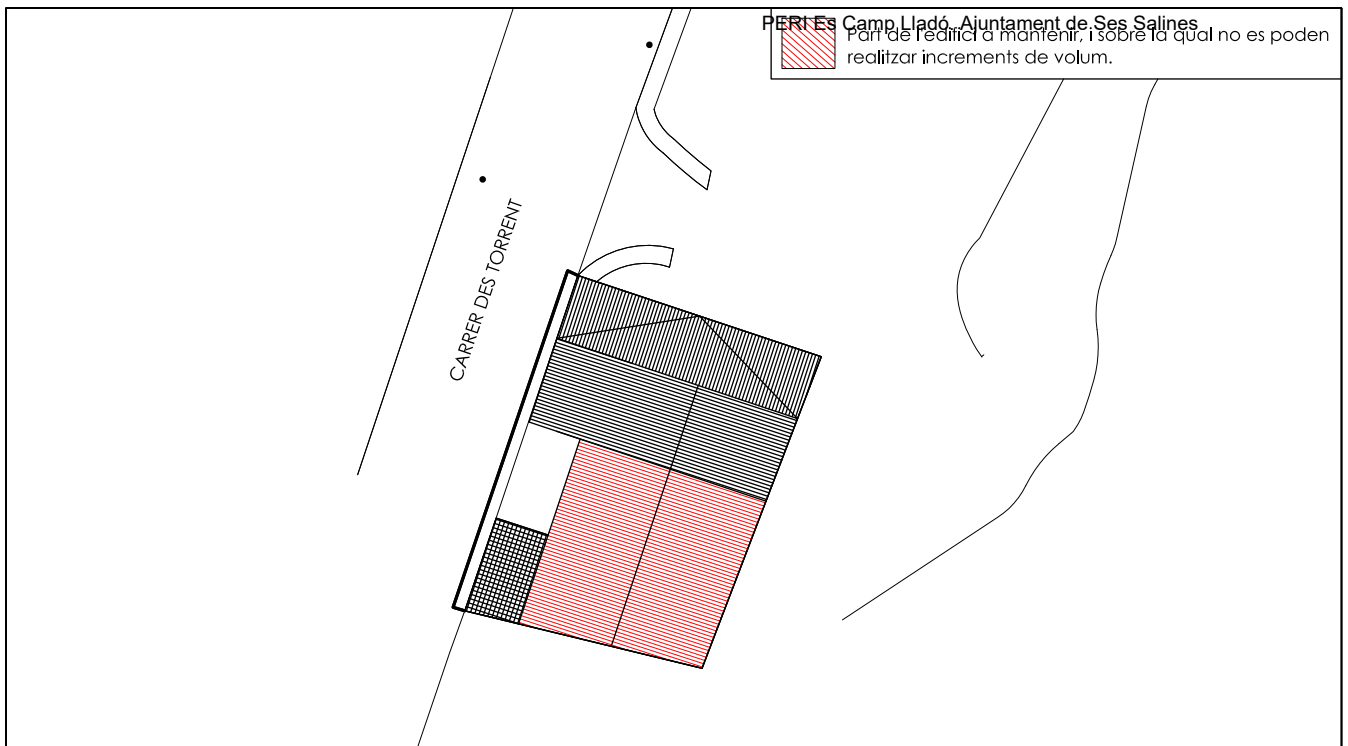 PERI Es Camp Lladó. Ajuntament de Ses Salines
Part de l'edifici a mantenir, i sobre la qual no es poden
realitzar increments de volum.
CARRER DES TORRENT